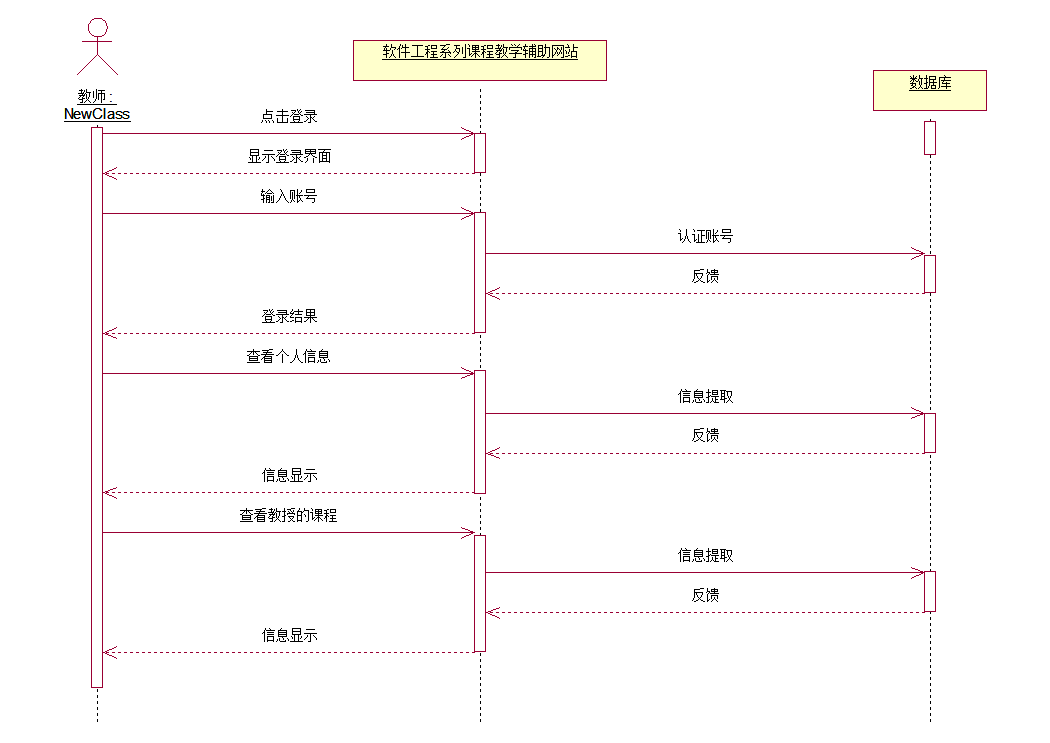 软件工程系列课程教学辅助网站
数据库
教师:
NewClass
点击登录
显示登录界面
输入账号
认证账号
反馈
登录结果
查看个人信息
信息提取
反馈
信息显示
查看教授的课程
信息提取
反馈
信息显示